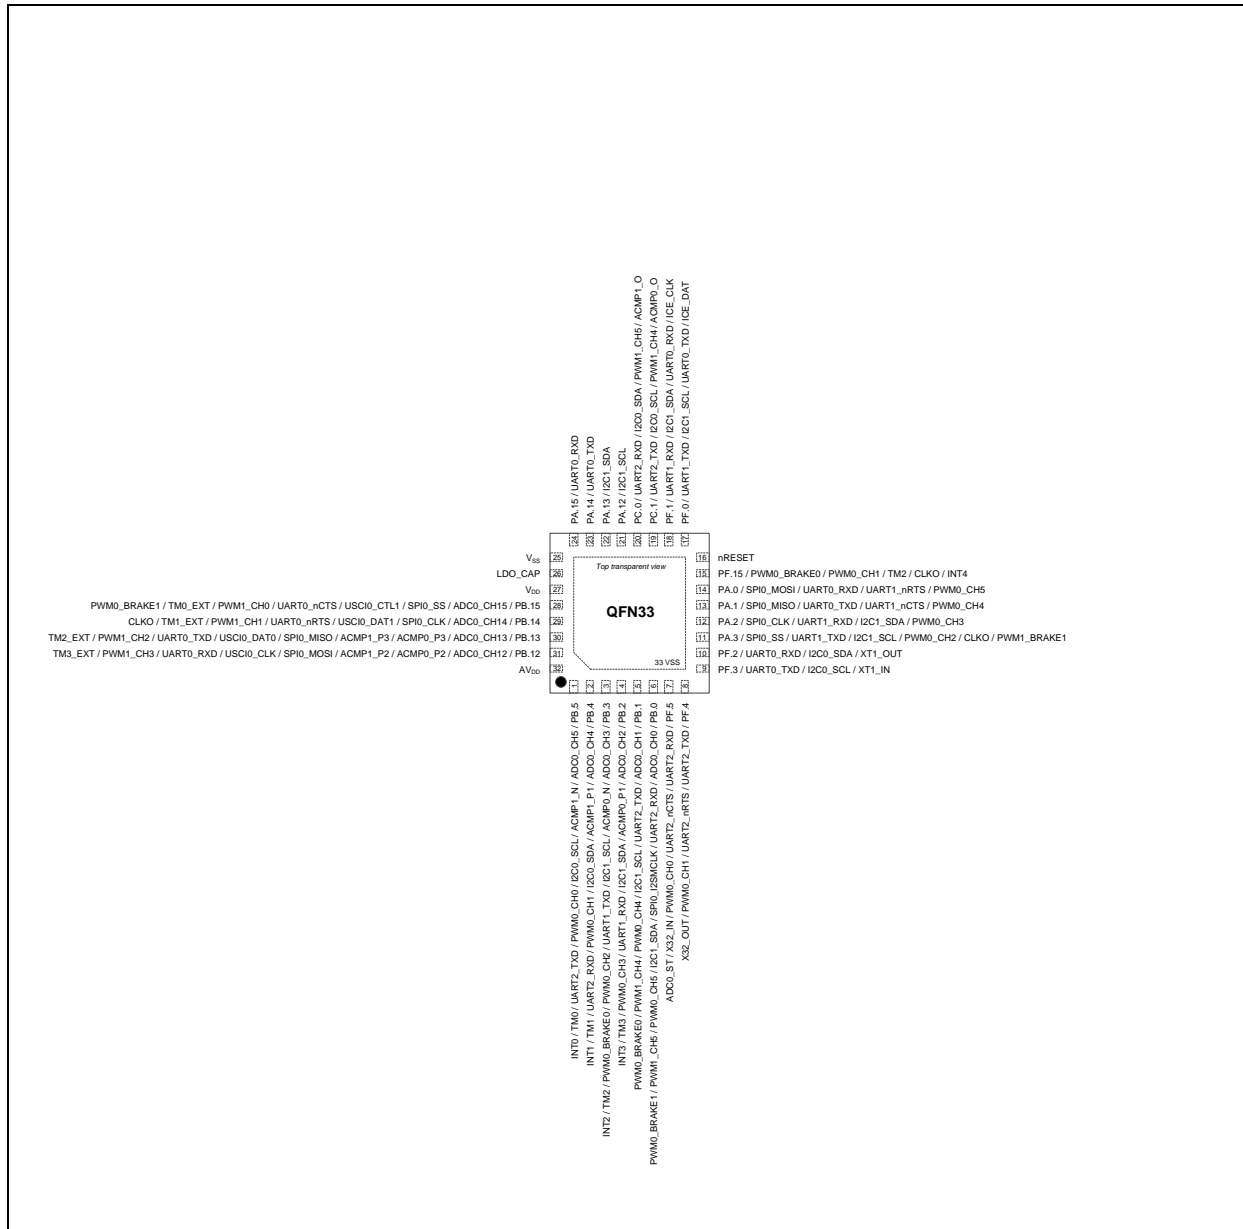 PA.15 / UART0_RXD
PA.14 / UART0_TXD
PA.13 / I2C1_SDA
PA.12 / I2C1_SCL
PC.0 / UART2_RXD / I2C0_SDA / PWM1_CH5 / ACMP1_O
PC.1 / UART2_TXD / I2C0_SCL / PWM1_CH4 / ACMP0_O
PF.1 / UART1_RXD / I2C1_SDA / UART0_RXD / ICE_CLK
PF.0 / UART1_TXD / I2C1_SCL / UART0_TXD / ICE_DAT
24 23 22 21 20 19 18 17
VSS 25
LDO_CAP 26
VDD 27
PWM0_BRAKE1 / TM0_EXT / PWM1_CH0 / UART0_nCTS / USCI0_CTL1 / SPI0_SS / ADC0_CH15 / PB.15 28
CLKO / TM1_EXT / PWM1_CH1 / UART0_nRTS / USCI0_DAT1 / SPI0_CLK / ADC0_CH14 / PB.14 29
TM2_EXT / PWM1_CH2 / UART0_TXD / USCI0_DAT0 / SPI0_MISO / ACMP1_P3 / ACMP0_P3 / ADC0_CH13 / PB.13 30
TM3_EXT / PWM1_CH3 / UART0_RXD / USCI0_CLK / SPI0_MOSI / ACMP1_P2 / ACMP0_P2 / ADC0_CH12 / PB.12 31
AVDD 32
Top transparent view
QFN33
33 VSS
16 nRESET
15 PF.15 / PWM0_BRAKE0 / PWM0_CH1 / TM2 / CLKO / INT4
14 PA.0 / SPI0_MOSI / UART0_RXD / UART1_nRTS / PWM0_CH5
13 PA.1 / SPI0_MISO / UART0_TXD / UART1_nCTS / PWM0_CH4
12 PA.2 / SPI0_CLK / UART1_RXD / I2C1_SDA / PWM0_CH3
11 PA.3 / SPI0_SS / UART1_TXD / I2C1_SCL / PWM0_CH2 / CLKO / PWM1_BRAKE1
10 PF.2 / UART0_RXD / I2C0_SDA / XT1_OUT
9 PF.3 / UART0_TXD / I2C0_SCL / XT1_IN
1 2 3 4 5 6 7 8
INT0 / TM0 / UART2_TXD / PWM0_CH0 / I2C0_SCL / ACMP1_N / ADC0_CH5 / PB.5
INT1 / TM1 / UART2_RXD / PWM0_CH1 / I2C0_SDA / ACMP1_P1 / ADC0_CH4 / PB.4
INT2 / TM2 / PWM0_BRAKE0 / PWM0_CH2 / UART1_TXD / I2C1_SCL / ACMP0_N / ADC0_CH3 / PB.3
INT3 / TM3 / PWM0_CH3 / UART1_RXD / I2C1_SDA / ACMP0_P1 / ADC0_CH2 / PB.2
PWM0_BRAKE0 / PWM1_CH4 / PWM0_CH4 / I2C1_SCL / UART2_TXD / ADC0_CH1 / PB.1
PWM0_BRAKE1 / PWM1_CH5 / PWM0_CH5 / I2C1_SDA / SPI0_I2SMCLK / UART2_RXD / ADC0_CH0 / PB.0
ADC0_ST / X32_IN / PWM0_CH0 / UART2_nCTS / UART2_RXD / PF.5
X32_OUT / PWM0_CH1 / UART2_nRTS / UART2_TXD / PF.4